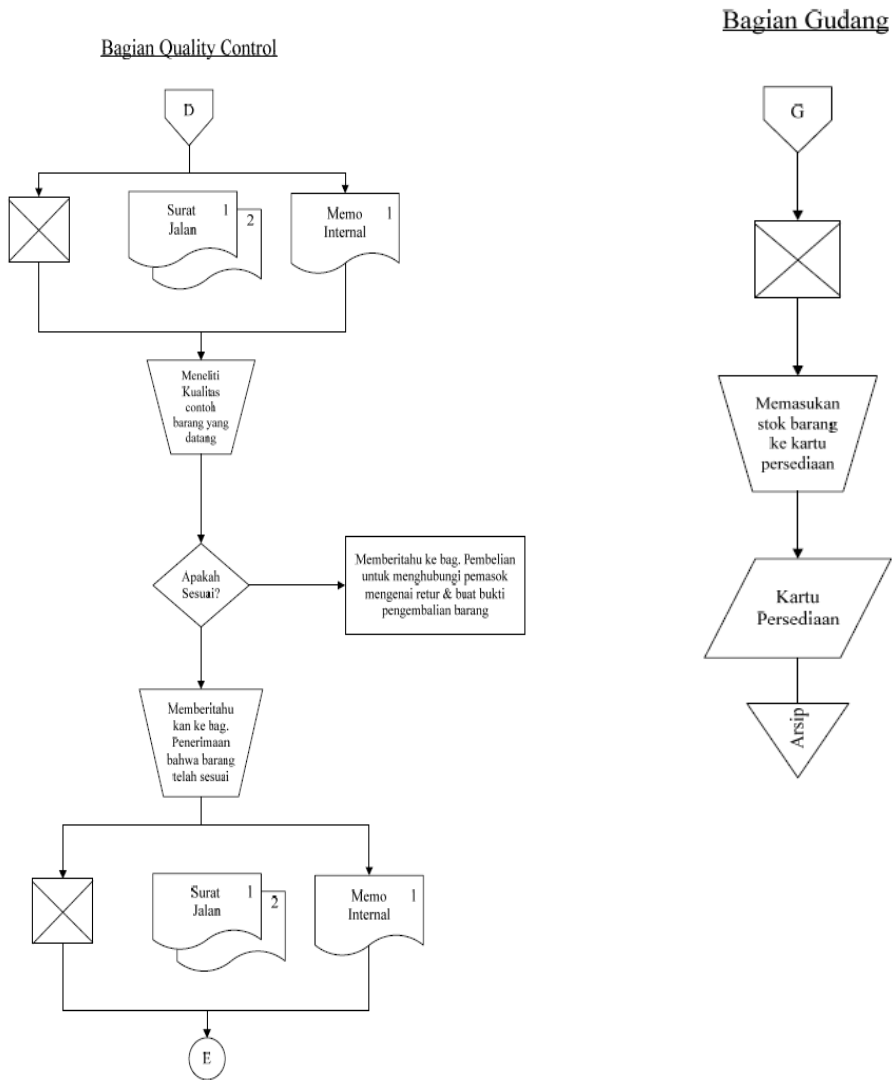 Bagian Quality Control
D
Surat 1
Jalan
2
Memo 1
Internal
Meneliti
Kualitas
contoh
barang yang
datang
Apakah
Sesuai?
Memberitahu ke bag. Pembelian
untuk menghubungi pemasok
mengenai retur & buat bukti
pengembalian barang
Memberitahu
kan ke bag.
Penerimaan
bahwa barang
telah sesuai
Surat 1
Jalan
2
Memo 1
Internal
E
Bagian Gudang
G
Memasukan
stok barang
ke kartu
persediaan
Kartu
Persediaan
Arsip